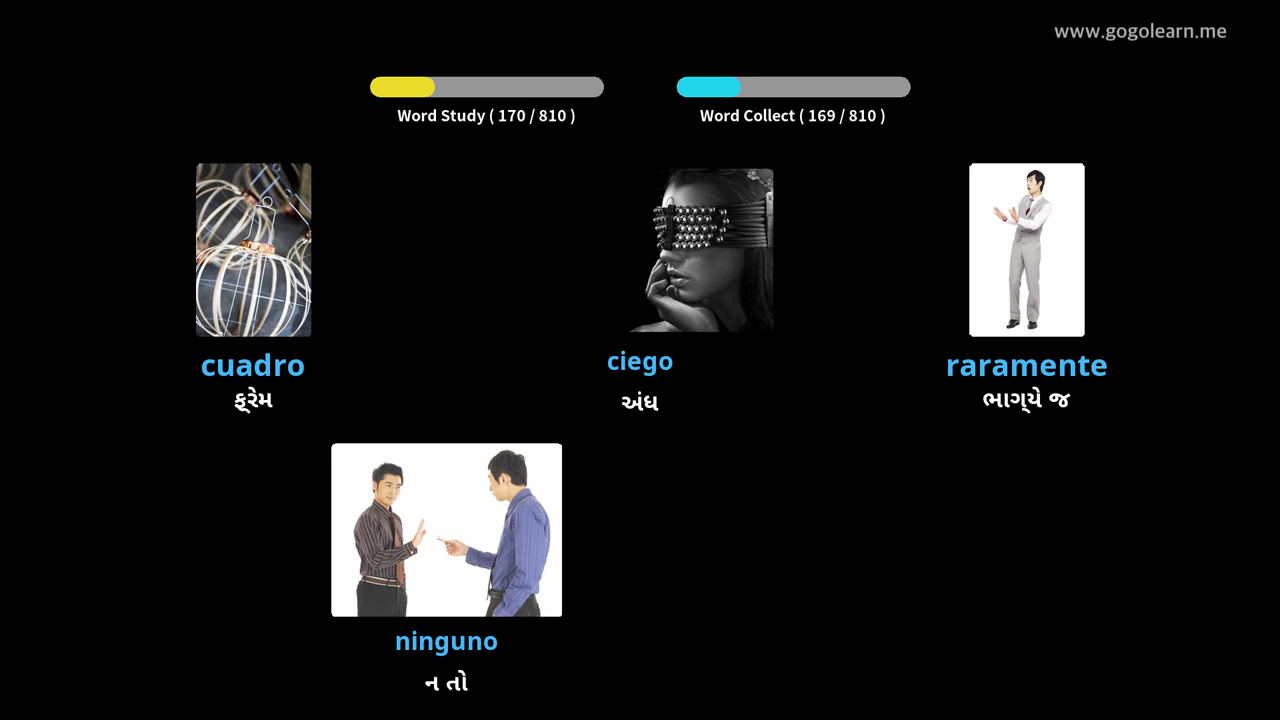 www.gogolearn.me
Word Study ( 170 / 810 )
Word Collect ( 169 / 810 )
cuadro
ફ્રેમ
ciego
અંધ
raramente
ભાગ્યે જ
ninguno
ન તો